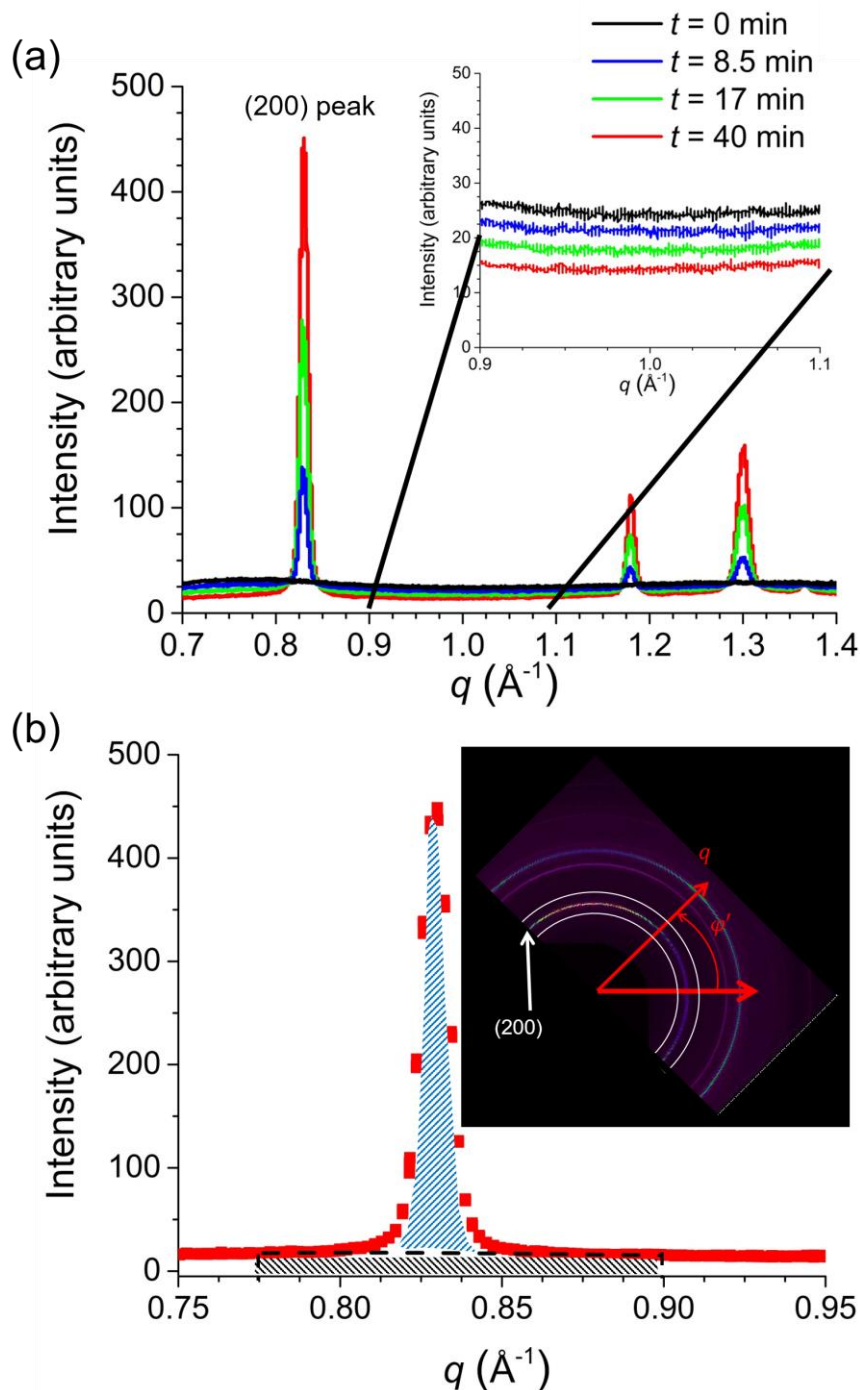 (a)
t = 0 min
t = 8.5 min
t = 17 min
t = 40 min
(200) peak
Intensity (arbitrary units)
500
400
300
200
100
0
0.7 0.8 0.9 1.0 1.1 1.2 1.3 1.4
q (Å⁻¹)
Intensity (arbitrary units)
50
40
30
20
10
0
0.9 1.0 1.1
q (Å⁻¹)
(b)
Intensity (arbitrary units)
500
400
300
200
100
0
0.75 0.80 0.85 0.90 0.95
q (Å⁻¹)
q
φ'
(200)